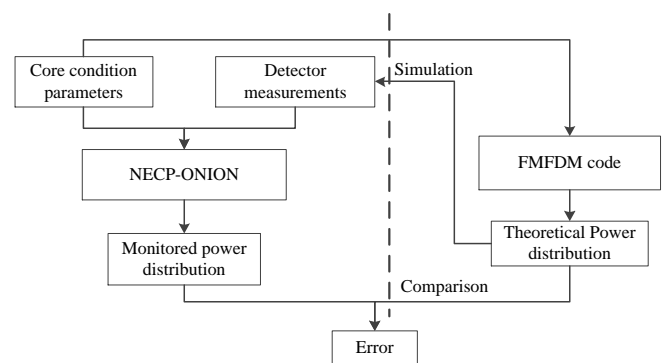 Core condition
parameters
Detector
measurements
Simulation
NECP-ONION
FMFDM code
Monitored power
distribution
Theoretical Power
distribution
Comparison
Error